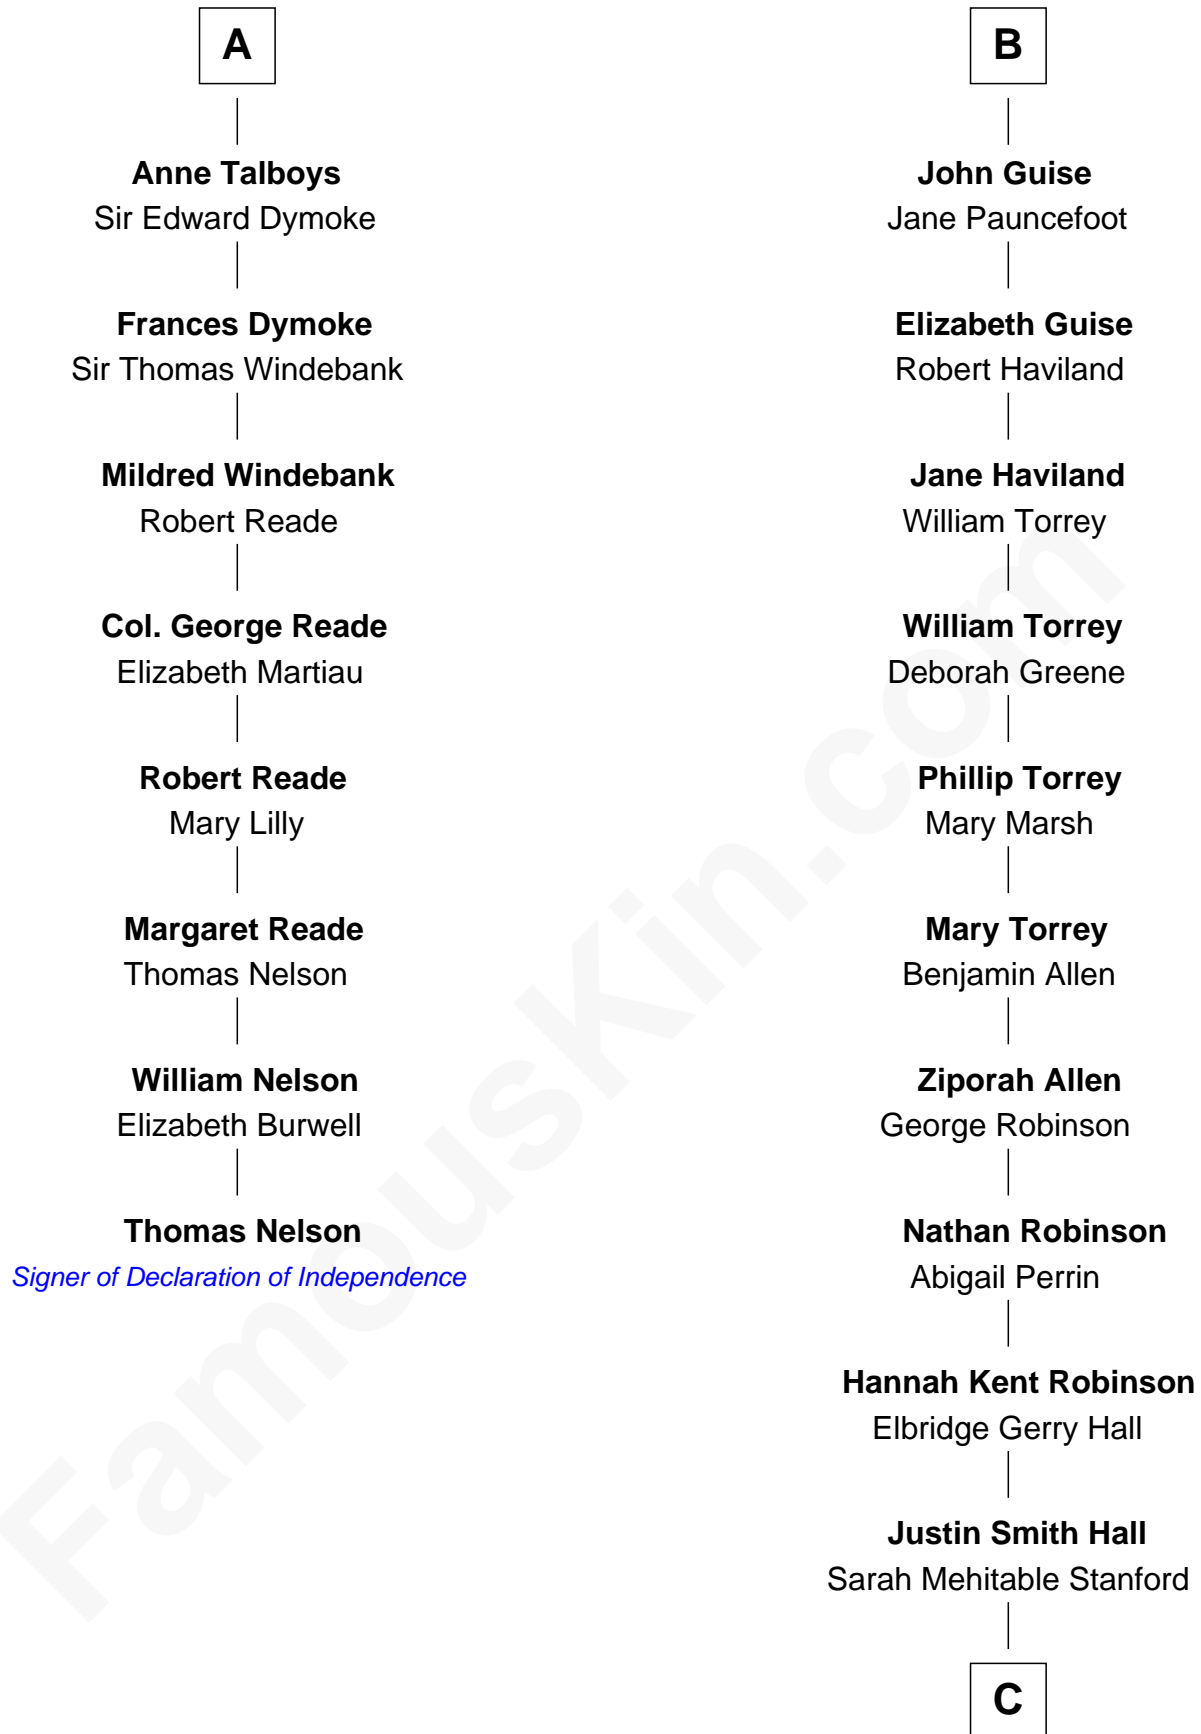 A
Anne Talboys
Sir Edward Dymoke
Frances Dymoke
Sir Thomas Windebank
Mildred Windebank
Robert Reade
Col. George Reade
Elizabeth Martiau
Robert Reade
Mary Lilly
Margaret Reade
Thomas Nelson
William Nelson
Elizabeth Burwell
Thomas Nelson
Signer of Declaration of Independence
B
John Guise
Jane Pauncefoot
Elizabeth Guise
Robert Haviland
Jane Haviland
William Torrey
William Torrey
Deborah Greene
Phillip Torrey
Mary Marsh
Mary Torrey
Benjamin Allen
Ziporah Allen
George Robinson
Nathan Robinson
Abigail Perrin
Hannah Kent Robinson
Elbridge Gerry Hall
Justin Smith Hall
Sarah Mehitable Stanford
C
FamousKin.com